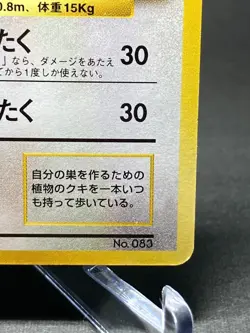 0.8m、体重15Kg
たく 30
」なら、ダメージをあたえ
てから1度しか使えない。
たく 30
自分の巣を作るための
植物のクキを一本いつ
も持って歩いている。
No. 083